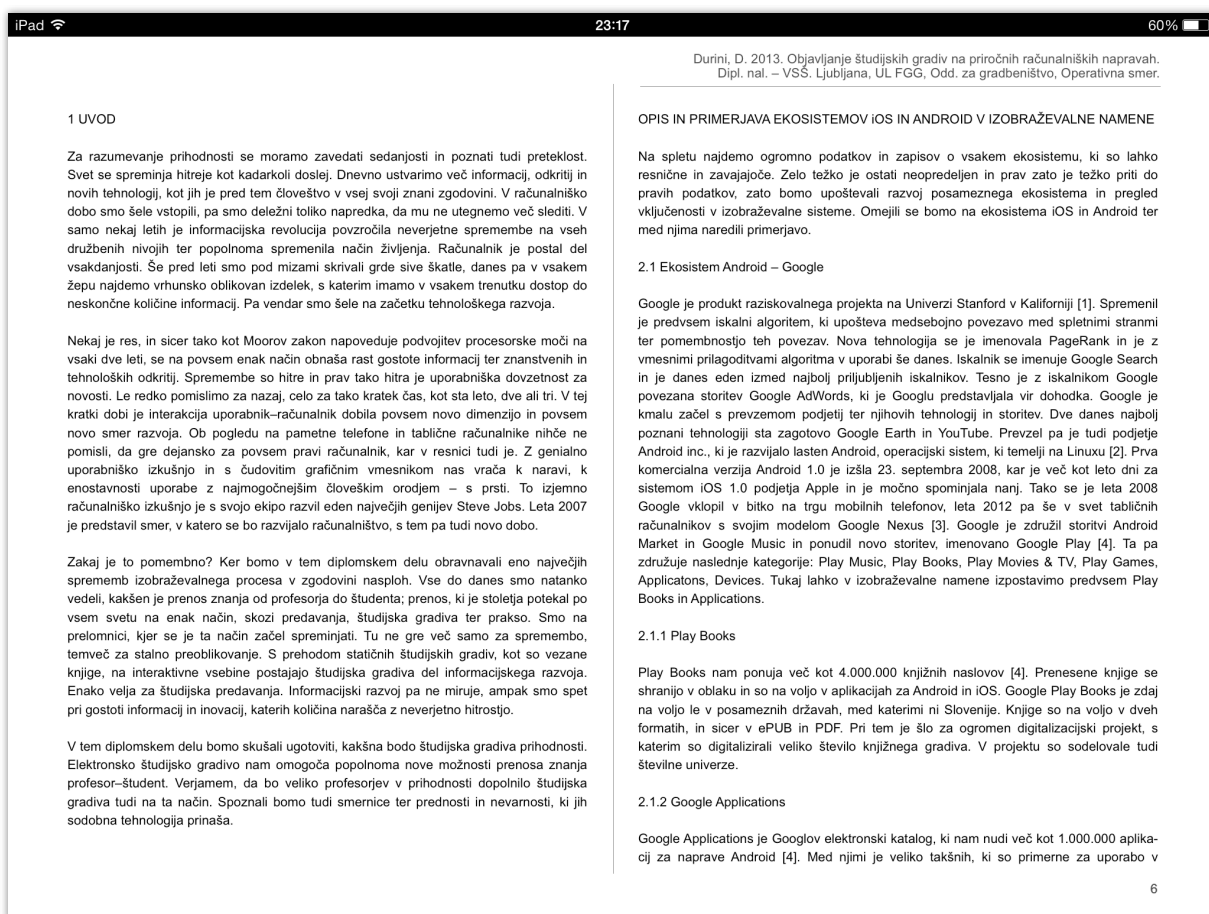 iPad
23:17
60%
Durini, D. 2013. Objavljanje študijskih gradiv na priročnih računalniških napravah.
Dipl. nal. – VSŠ. Ljubljana, UL FGG, Odd. za gradbeništvo, Operativna smer.
1 UVOD
Za razumevanje prihodnosti se moramo zavedati sedanjosti in poznati tudi preteklost.
Svet se spreminja hitreje kot kadarkoli doslej. Dnevno ustvarimo več informacij, odkritij in
novih tehnologij, kot jih je pred tem človeštvo v vsej svoji znani zgodovini. V računalniško
dobo smo šele vstopili, pa smo deležni toliko napredka, da mu ne utegnemo več slediti. V
samo nekaj letih je informacijska revolucija povzročila neverjetne spremembe na vseh
družbenih nivojih ter popolnoma spremenila način življenja. Računalnik je postal del
vsakdanjosti. Še pred leti smo pod mizami skrivali grde sive škatle, danes pa v vsakem
žepu najdemo vrhunsko oblikovan izdelek, s katerim imamo v vsakem trenutku dostop do
neskončne količine informacij. Pa vendar smo šele na začetku tehnološkega razvoja.
Nekaj je res, in sicer tako kot Moorov zakon napoveduje podvojitev procesorske moči na
vsaki dve leti, se na povsem enak način obnaša rast gostote informacij ter znanstvenih in
tehnoloških odkritij. Spremembe so hitre in prav tako hitra je uporabniška dovzetnost za
novosti. Le redko pomislimo za nazaj, celo za tako kratek čas, kot sta leto, dve ali tri. V tej
kratki dobi je interakcija uporabnik–računalnik dobila povsem novo dimenzijo in povsem
novo smer razvoja. Ob pogledu na pametne telefone in tablične računalnike nihče ne
pomisli, da gre dejansko za povsem pravi računalnik, kar v resnici tudi je. Z genialno
uporabniško izkušnjo in s čudovitim grafičnim vmesnikom nas vrača k naravi, k
enostavnosti uporabe z najmogočnejšim človeškim orodjem – s prsti. To izjemno
računalniško izkušnjo je s svojo ekipo razvil eden največjih genijev Steve Jobs. Leta 2007
je predstavil smer, v katero se bo razvijalo računalništvo, s tem pa tudi novo dobo.
Zakaj je to pomembno? Ker bomo v tem diplomskem delu obravnavali eno največjih
sprememb izobraževalnega procesa v zgodovini nasploh. Vse do danes smo natanko
vedeli, kakšen je prenos znanja od profesorja do študenta; prenos, ki je stoletja potekal po
vsem svetu na enak način, skozi predavanja, študijska gradiva ter prakso. Smo na
prelomnici, kjer se je ta način začel spreminjati. Tu ne gre več samo za spremembo,
temveč za stalno preoblikovanje. S prehodom statičnih študijskih gradiv, kot so vezane
knjige, na interaktivne vsebine postajajo študijska gradiva del informacijskega razvoja.
Enako velja za študijska predavanja. Informacijski razvoj pa ne miruje, ampak smo spet
pri gostoti informacij in inovacij, katerih količina narašča z neverjetno hitrostjo.
V tem diplomskem delu bomo skušali ugotoviti, kakšna bodo študijska gradiva prihodnosti.
Elektronsko študijsko gradivo nam omogoča popolnoma nove možnosti prenosa znanja
profesor–študent. Verjamem, da bo veliko profesorjev v prihodnosti dopolnilo študijska
gradiva tudi na ta način. Spoznali bomo tudi smernice ter prednosti in nevarnosti, ki jih
sodobna tehnologija prinaša.
OPIS IN PRIMERJAVA EKOSISTEMOV iOS IN ANDROID V IZOBRAŽEVALNE NAMENE
Na spletu najdemo ogromno podatkov in zapisov o vsakem ekosistemu, ki so lahko
resnične in zavajajoče. Zelo težko je ostati neopredeljen in prav zato je težko priti do
pravih podatkov, zato bomo upoštevali razvoj posameznega ekosistema in pregled
vključenosti v izobraževalne sisteme. Omejili se bomo na ekosistema iOS in Android ter
med njima naredili primerjavo.
2.1 Ekosistem Android – Google
Google je produkt raziskovalnega projekta na Univerzi Stanford v Kaliforniji [1]. Spremenil
je predvsem iskalni algoritem, ki upošteva medsebojno povezavo med spletnimi stranmi
ter pomembnostjo teh povezav. Nova tehnologija se je imenovala PageRank in je z
vmesnimi prilagoditvami algoritma v uporabi še danes. Iskalnik se imenuje Google Search
in je danes eden izmed najbolj priljubljenih iskalnikov. Tesno je z iskalnikom Google
povezana storitev Google AdWords, ki je Googlu predstavljala vir dohodka. Google je
kmalu začel s prevzemom podjetij ter njihovih tehnologij in storitev. Dve danes najbolj
poznani tehnologiji sta zagotovo Google Earth in YouTube. Prevzel pa je tudi podjetje
Android inc., ki je razvijalo lasten Android, operacijski sistem, ki temelji na Linuxu [2]. Prva
komercialna verzija Android 1.0 je izšla 23. septembra 2008, kar je več kot leto dni za
sistemom iOS 1.0 podjetja Apple in je močno spominjala nanj. Tako se je leta 2008
Google vklopil v bitko na trgu mobilnih telefonov, leta 2012 pa še v svet tabličnih
računalnikov s svojim modelom Google Nexus [3]. Google je združil storitvi Android
Market in Google Music in ponudil novo storitev, imenovano Google Play [4]. Ta pa
združuje naslednje kategorije: Play Music, Play Books, Play Movies & TV, Play Games,
Applicatons, Devices. Tukaj lahko v izobraževalne namene izpostavimo predvsem Play
Books in Applications.
2.1.1 Play Books
Play Books nam ponuja več kot 4.000.000 knjižnih naslovov [4]. Prenesene knjige se
shranijo v oblaku in so na voljo v aplikacijah za Android in iOS. Google Play Books je zdaj
na voljo le v posameznih državah, med katerimi ni Slovenije. Knjige so na voljo v dveh
formatih, in sicer v ePUB in PDF. Pri tem je šlo za ogromen digitalizacijski projekt, s
katerim so digitalizirali veliko število knjižnega gradiva. V projektu so sodelovale tudi
številne univerze.
2.1.2 Google Applications
Google Applications je Googlov elektronski katalog, ki nam nudi več kot 1.000.000 aplika-
cij za naprave Android [4]. Med njimi je veliko takšnih, ki so primerne za uporabo v
6